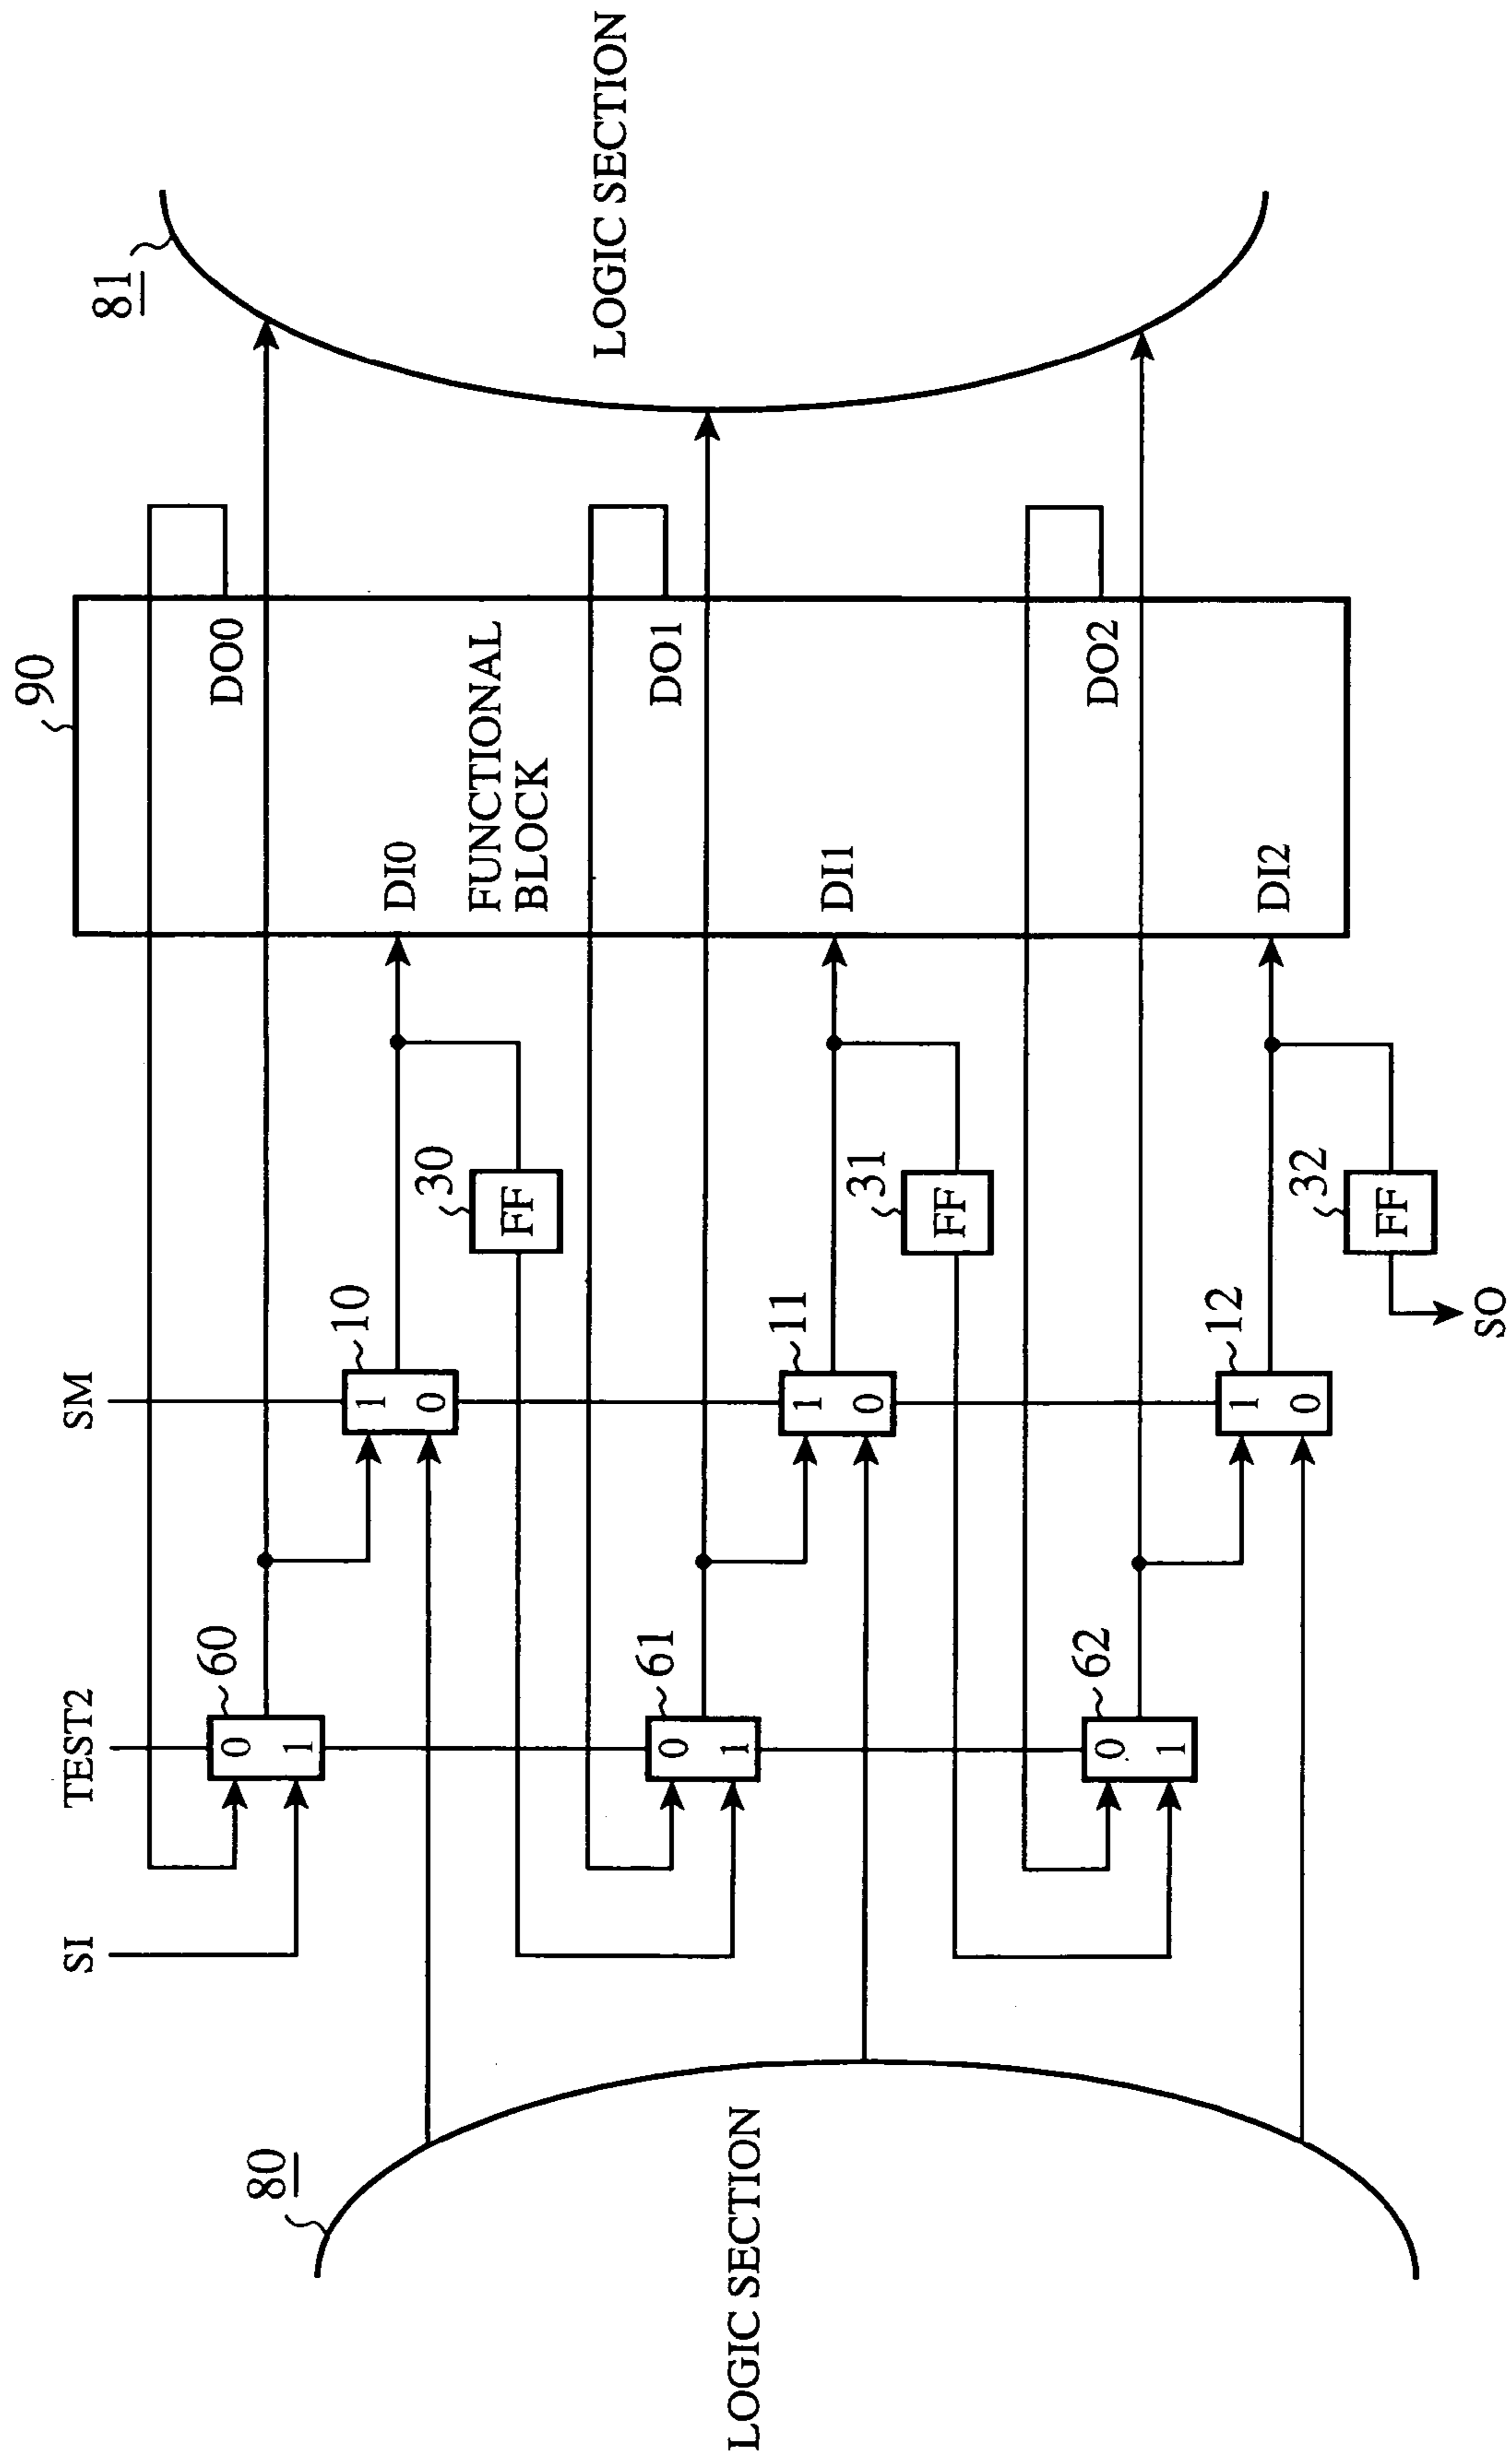 SI
TEST2
SM
90
81
80
60
0
1
10
1
0
DO0
DI0
30
FF
FUNCTIONAL
BLOCK
LOGIC SECTION
61
0
1
11
1
0
DO1
DI1
31
FF
LOGIC SECTION
62
0
1
12
1
0
DO2
DI2
32
FF
SO